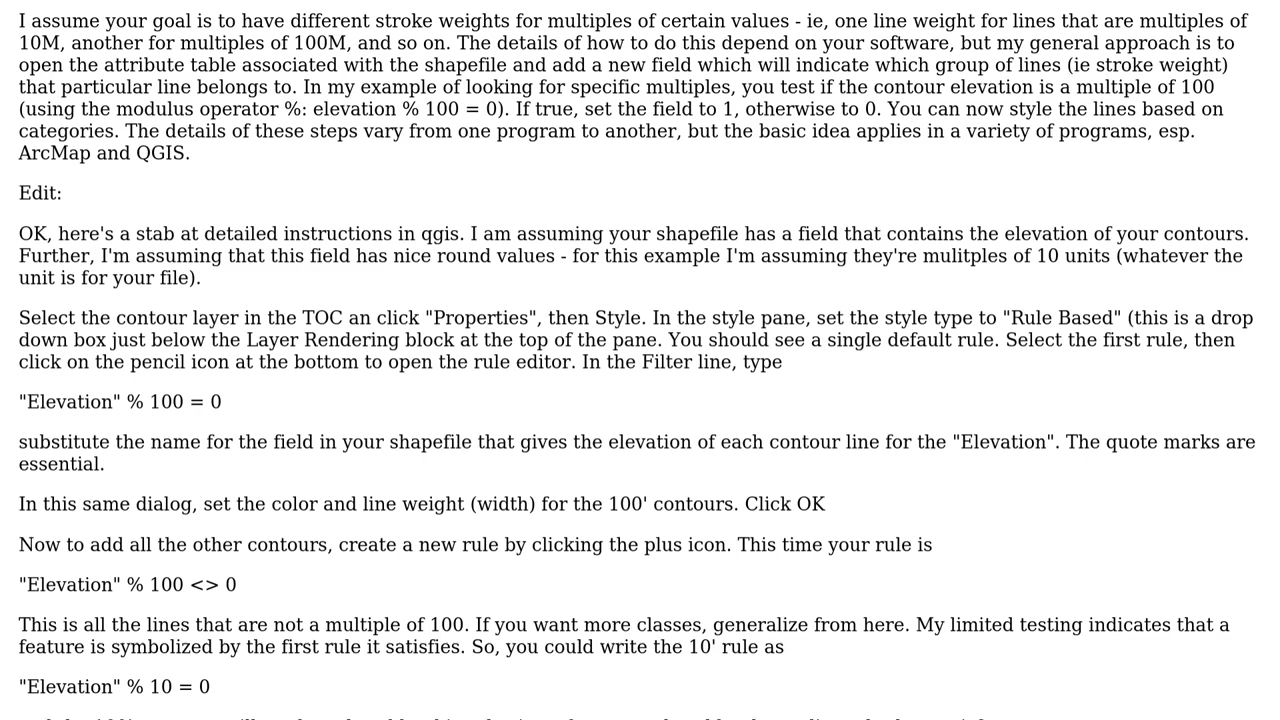 I assume your goal is to have different stroke weights for multiples of certain values - ie, one line weight for lines that are multiples of
10M, another for multiples of 100M, and so on. The details of how to do this depend on your software, but my general approach is to
open the attribute table associated with the shapefile and add a new field which will indicate which group of lines (ie stroke weight)
that particular line belongs to. In my example of looking for specific multiples, you test if the contour elevation is a multiple of 100
(using the modulus operator %: elevation % 100 = 0). If true, set the field to 1, otherwise to 0. You can now style the lines based on
categories. The details of these steps vary from one program to another, but the basic idea applies in a variety of programs, esp.
ArcMap and QGIS.
Edit:
OK, here's a stab at detailed instructions in qgis. I am assuming your shapefile has a field that contains the elevation of your contours.
Further, I'm assuming that this field has nice round values - for this example I'm assuming they're mulitples of 10 units (whatever the
unit is for your file).
Select the contour layer in the TOC an click "Properties", then Style. In the style pane, set the style type to "Rule Based" (this is a drop
down box just below the Layer Rendering block at the top of the pane. You should see a single default rule. Select the first rule, then
click on the pencil icon at the bottom to open the rule editor. In the Filter line, type
"Elevation" % 100 = 0
substitute the name for the field in your shapefile that gives the elevation of each contour line for the "Elevation". The quote marks are
essential.
In this same dialog, set the color and line weight (width) for the 100' contours. Click OK
Now to add all the other contours, create a new rule by clicking the plus icon. This time your rule is
"Elevation" % 100 <> 0
This is all the lines that are not a multiple of 100. If you want more classes, generalize from here. My limited testing indicates that a
feature is symbolized by the first rule it satisfies. So, you could write the 10' rule as
"Elevation" % 10 = 0